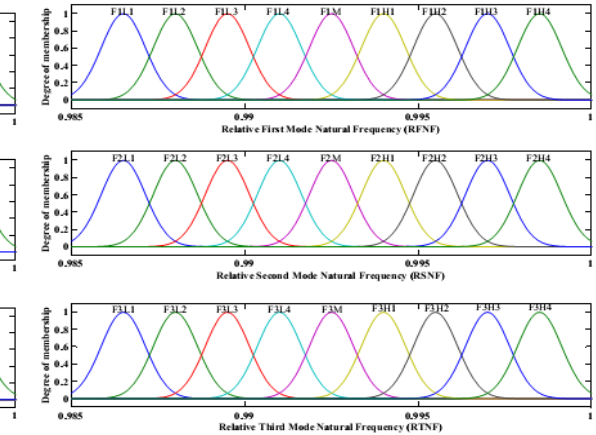 F1L1 F1L2 F1L3 F1L4 F1M F1H1 F1H2 F1H3 F1H4
1
0.8
0.6
0.4
0.2
0
Degree of membership
1 0.985 0.99 0.995 1
Relative First Mode Natural Frequency (RFNF)
F2L1 F2L2 F2L3 F2L4 F2M F2H1 F2H2 F2H3 F2H4
1
0.8
0.6
0.4
0.2
0
Degree of membership
1 0.985 0.99 0.995 1
Relative Second Mode Natural Frequency (RSNF)
F3L1 F3L2 F3L3 F3L4 F3M F3H1 F3H2 F3H3 F3H4
1
0.8
0.6
0.4
0.2
0
Degree of membership
1 0.985 0.99 0.995 1
Relative Third Mode Natural Frequency (RTNF)